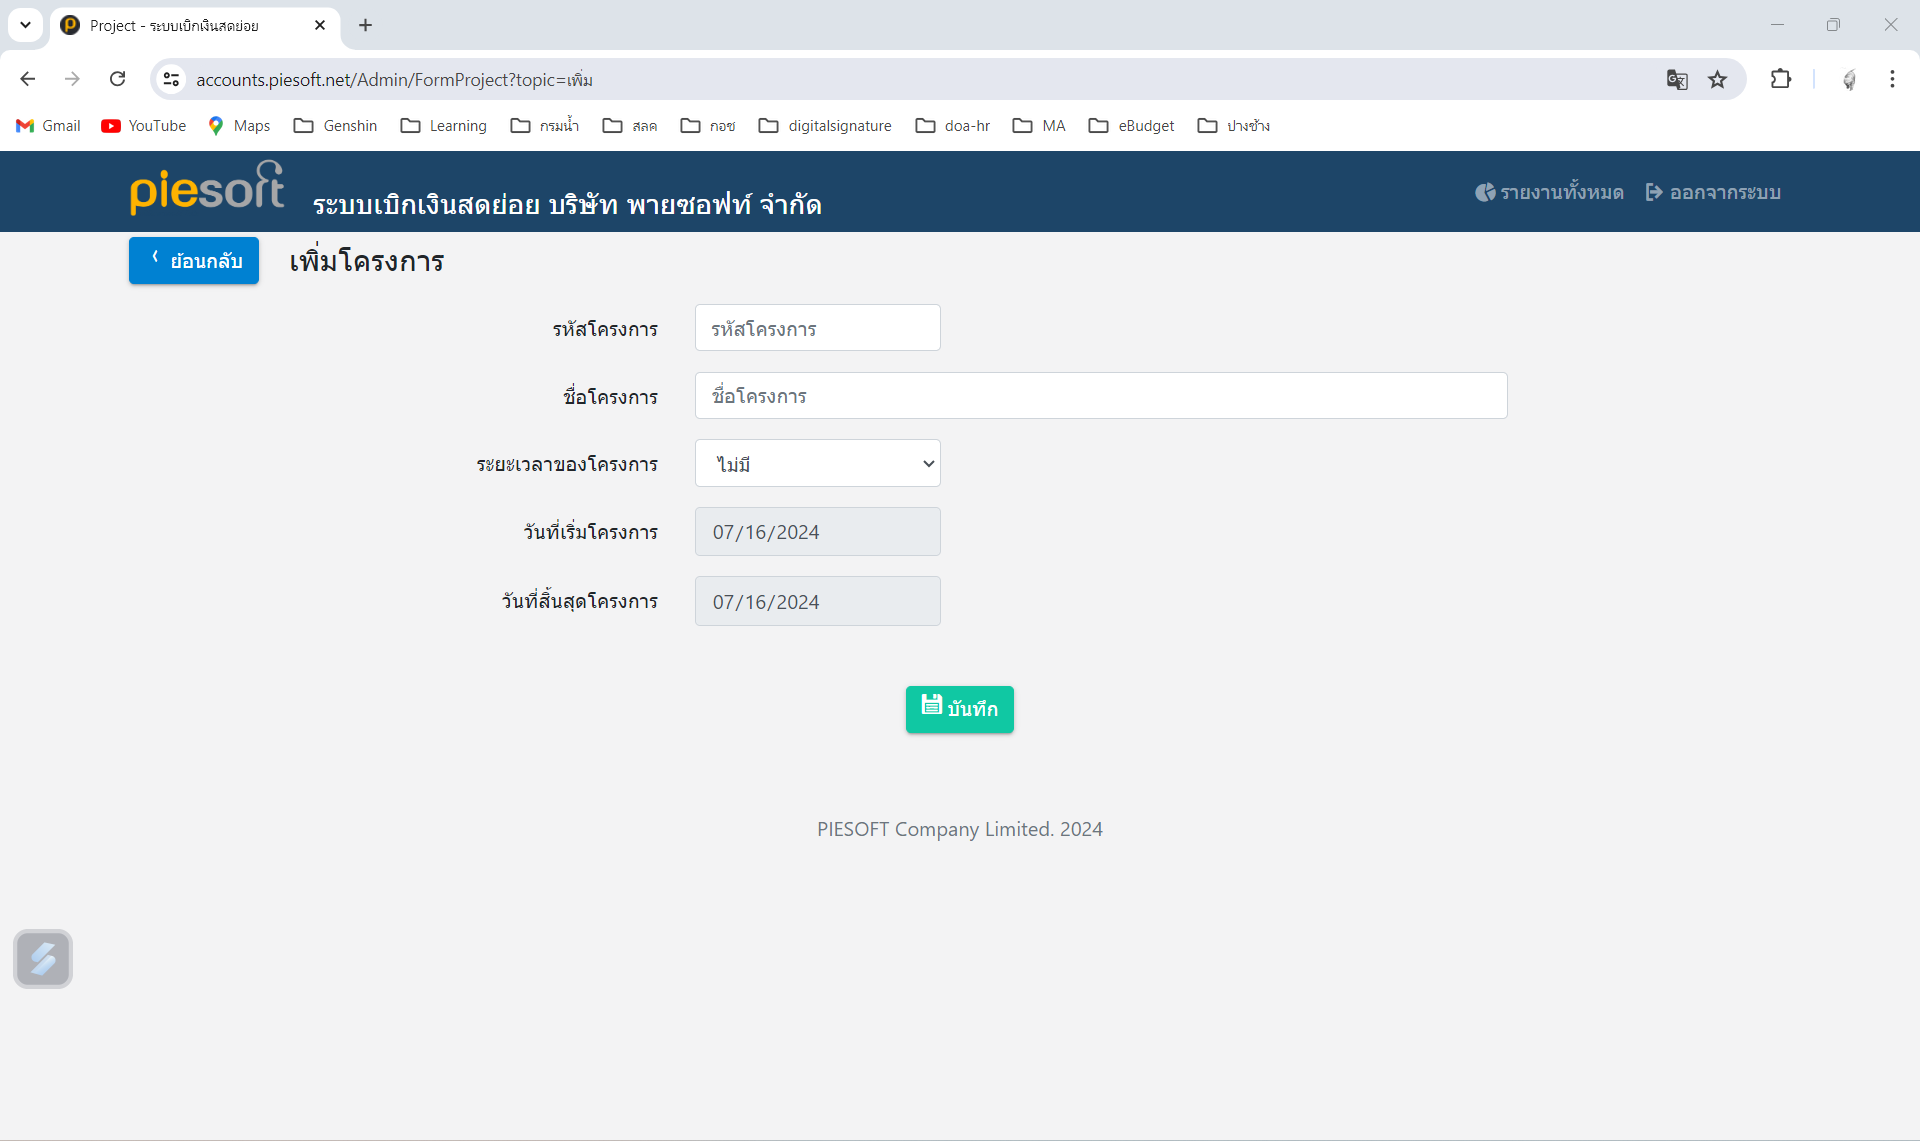 Project - ระบบเบิกเงินสดย่อย
accounts.piesoft.net/Admin/FormProject?topic=เพิ่ม
Gmail YouTube Maps Genshin Learning กรมน้ำ สลค กอช digitalsignature doa-hr MA eBudget ปางช้าง
piesoft ระบบเบิกเงินสดย่อย บริษัท พายซอฟท์ จำกัด รายงานทั้งหมด ออกจากระบบ
ย้อนกลับ เพิ่มโครงการ
รหัสโครงการ รหัสโครงการ
ชื่อโครงการ ชื่อโครงการ
ระยะเวลาของโครงการ ไม่มี
วันที่เริ่มโครงการ 07/16/2024
วันที่สิ้นสุดโครงการ 07/16/2024
บันทึก
PIESOFT Company Limited. 2024